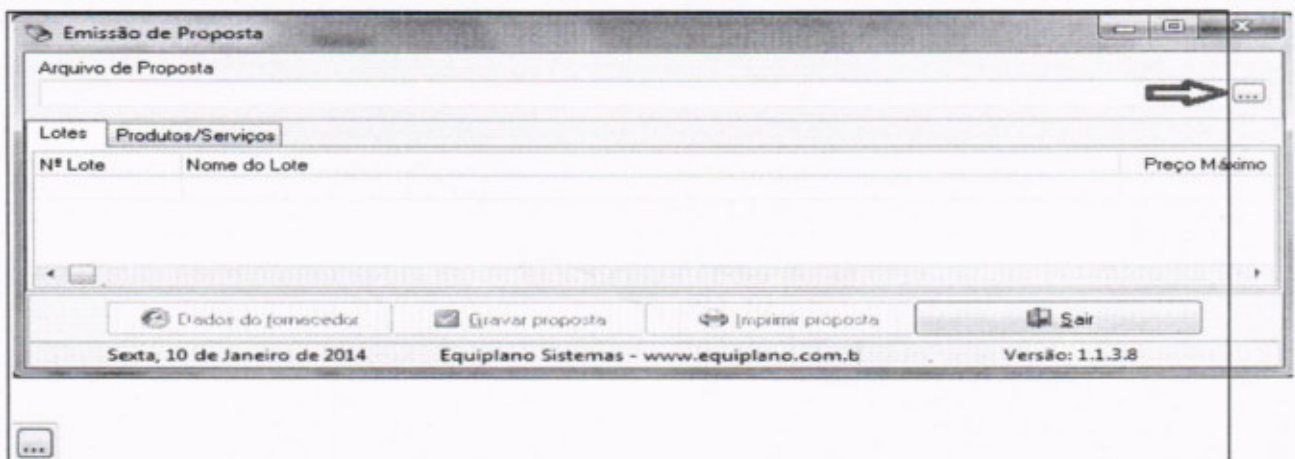 Emissão de Proposta
Arquivo de Proposta
...
Lotes Produtos/Serviços
Nº Lote Nome do Lote Preço Máximo
...
Dados do fornecedor Gravar proposta Imprimir proposta Sair
Sexta, 10 de Janeiro de 2014 Equiplano Sistemas - www.equiplano.com.b Versão: 1.1.3.8
...